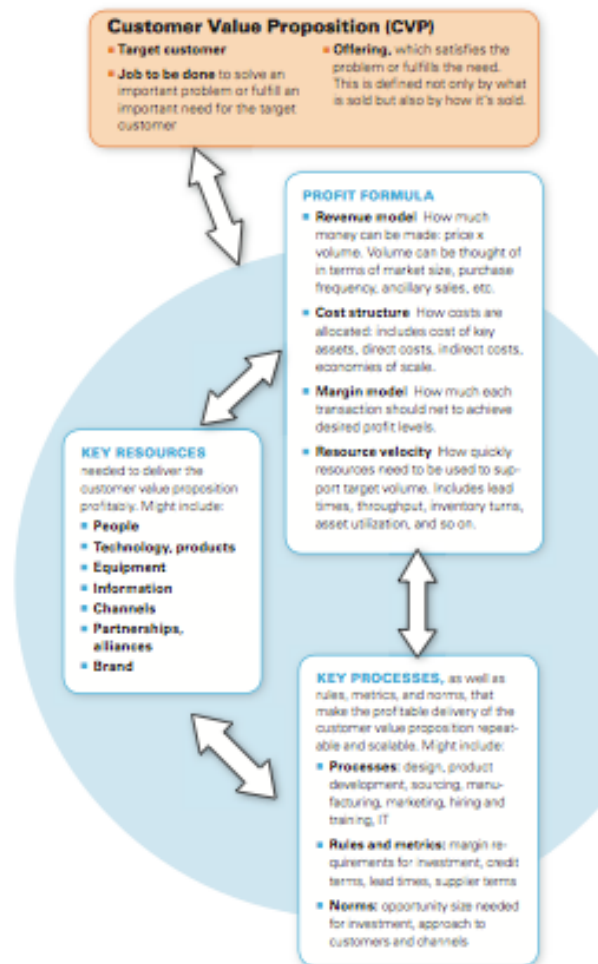 Customer Value Proposition (CVP)
Target customer
Job to be done to solve an
important problem or fulfill an
important need for the target
customer
Offering, which satisfies the
problem or fulfills the need.
This is defined not only by what
is sold but also by how it's sold.
PROFIT FORMULA
Revenue model How much
money can be made: price x
volume. Volume can be thought of
in terms of market size, purchase
frequency, ancillary sales, etc.
Cost structure How costs are
allocated: includes cost of key
assets, direct costs, indirect costs,
economies of scale.
Margin model How much each
transaction should net to achieve
desired profit levels.
Resource velocity How quickly
resources need to be used to sup-
port target volume. Includes lead
times, throughput, inventory turns,
asset utilization, and so on.
KEY RESOURCES
needed to deliver the
customer value proposition
profitably. Might include:
People
Technology, products
Equipment
Information
Channels
Partnerships,
alliances
Brand
KEY PROCESSES, as well as
rules, metrics, and norms, that
make the profitable delivery of the
customer value proposition repeat-
able and scalable. Might include:
Processes: design, product
development, sourcing, manu-
facturing, marketing, hiring and
training, IT
Rules and metrics: margin re-
quirements for investment, credit
terms, lead times, supplier terms
Norms: opportunity size needed
for investment, approach to
customers and channels